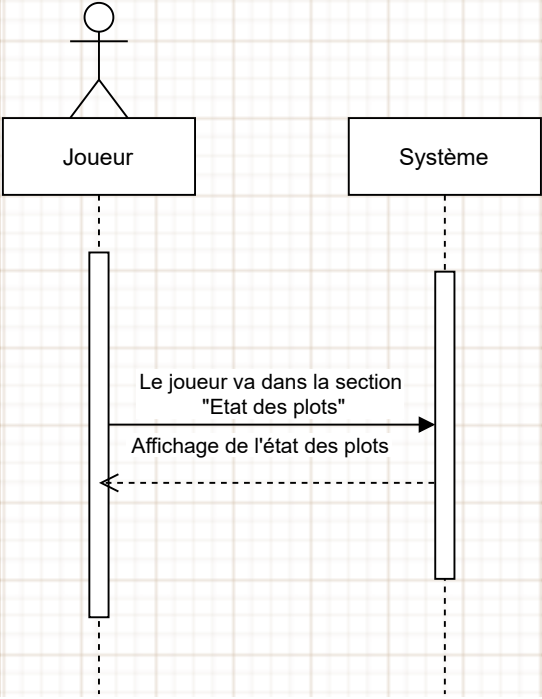 Joueur
Système
Le joueur va dans la section
"Etat des plots"
Affichage de l'état des plots